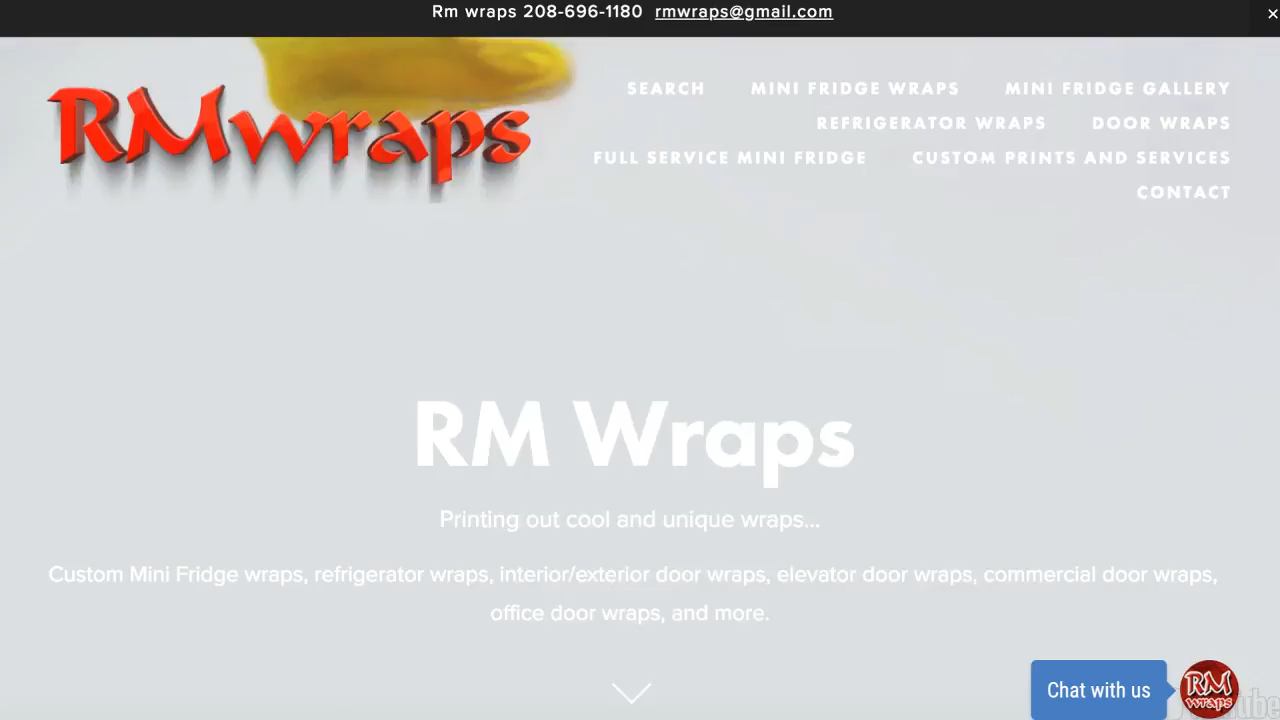 Rm wraps 208-696-1180 rmwraps@gmail.com
×
RMwraps
SEARCH MINI FRIDGE WRAPS MINI FRIDGE GALLERY
REFRIGERATOR WRAPS DOOR WRAPS
FULL SERVICE MINI FRIDGE CUSTOM PRINTS AND SERVICES
CONTACT
RM Wraps
Printing out cool and unique wraps...
Custom Mini Fridge wraps, refrigerator wraps, interior/exterior door wraps, elevator door wraps, commercial door wraps,
office door wraps, and more.
Chat with us
RM
wraps